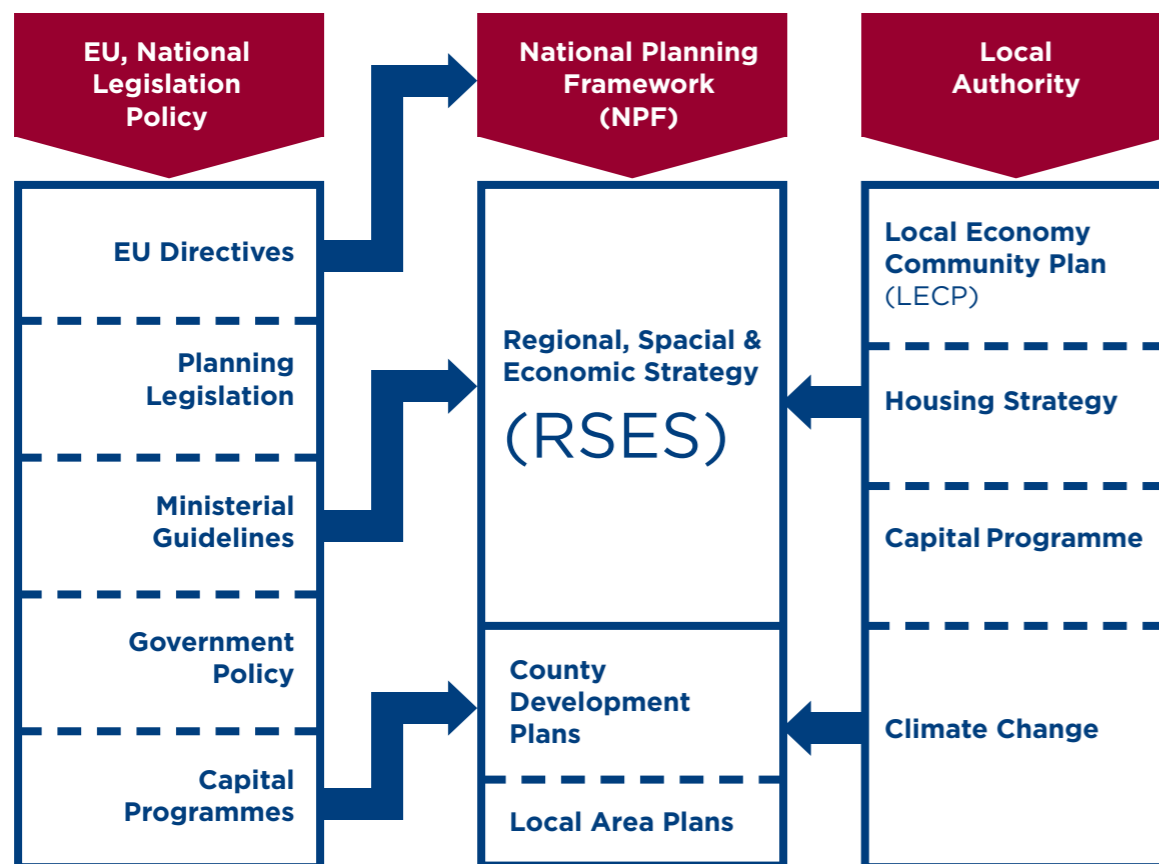 EU, National
Legislation
Policy
EU Directives
Planning
Legislation
Ministerial
Guidelines
Government
Policy
Capital
Programmes
National Planning
Framework
(NPF)
Regional, Spacial &
Economic Strategy
(RSES)
County
Development
Plans
Local Area Plans
Local
Authority
Local Economy
Community Plan
(LECP)
Housing Strategy
Capital Programme
Climate Change